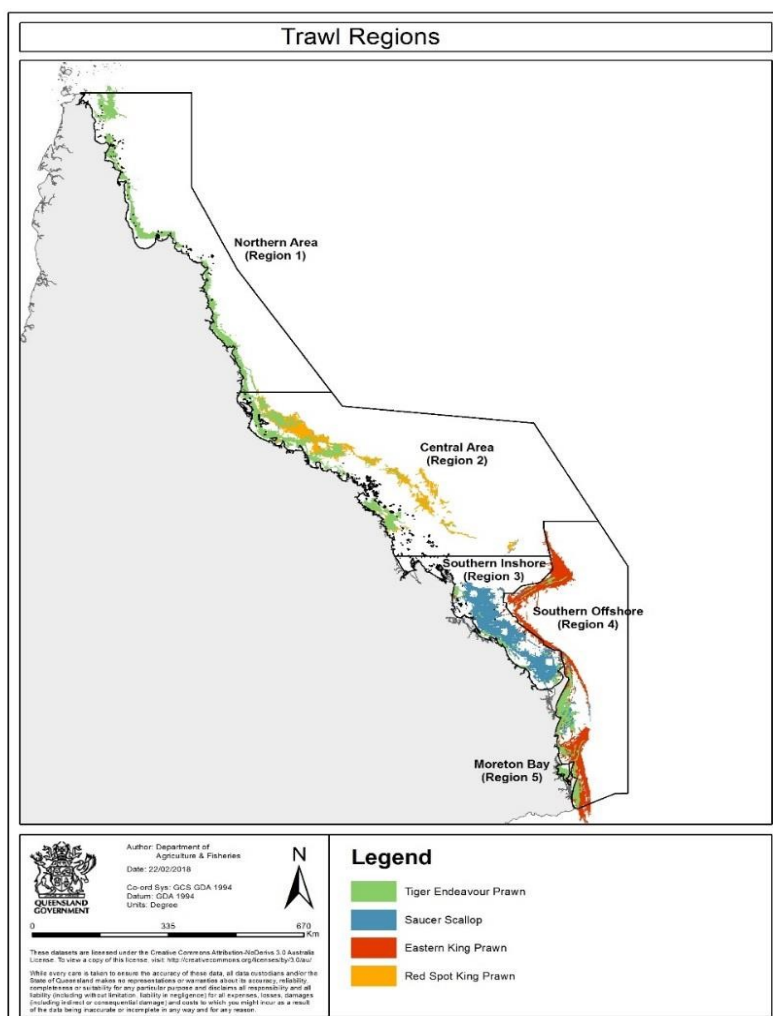 Trawl Regions
Northern Area
(Region 1)
Central Area
(Region 2)
Southern Inshore
(Region 3)
Southern Offshore
(Region 4)
Moreton Bay
(Region 5)
QUEENSLAND
GOVERNMENT
Author: Department of
Agriculture & Fisheries
Date: 22/02/2018
Co-ord Sys: GCS GDA 1994
Datum: GDA 1994
Units: Degree
N
0 335 670
Km
These datasets are licensed under the Creative Commons Attribution-NoDerivs 3.0 Australia
License. To view a copy of this license, visit: http://creativecommons.org/licenses/by/3.0/au/
While every care is taken to ensure the accuracy of these data, all data custodians and/or the
State of Queensland makes no representations or warranties about its accuracy, reliability,
completeness or suitability for any particular purpose and disclaims all responsibility and all
liability (including without limitation, liability in negligence) for all expenses, losses, damages
(including indirect or consequential damage) and costs to which you might incur as a result
of the data being inaccurate or incomplete in any way and for any reason.
Legend
Tiger Endeavour Prawn
Saucer Scallop
Eastern King Prawn
Red Spot King Prawn